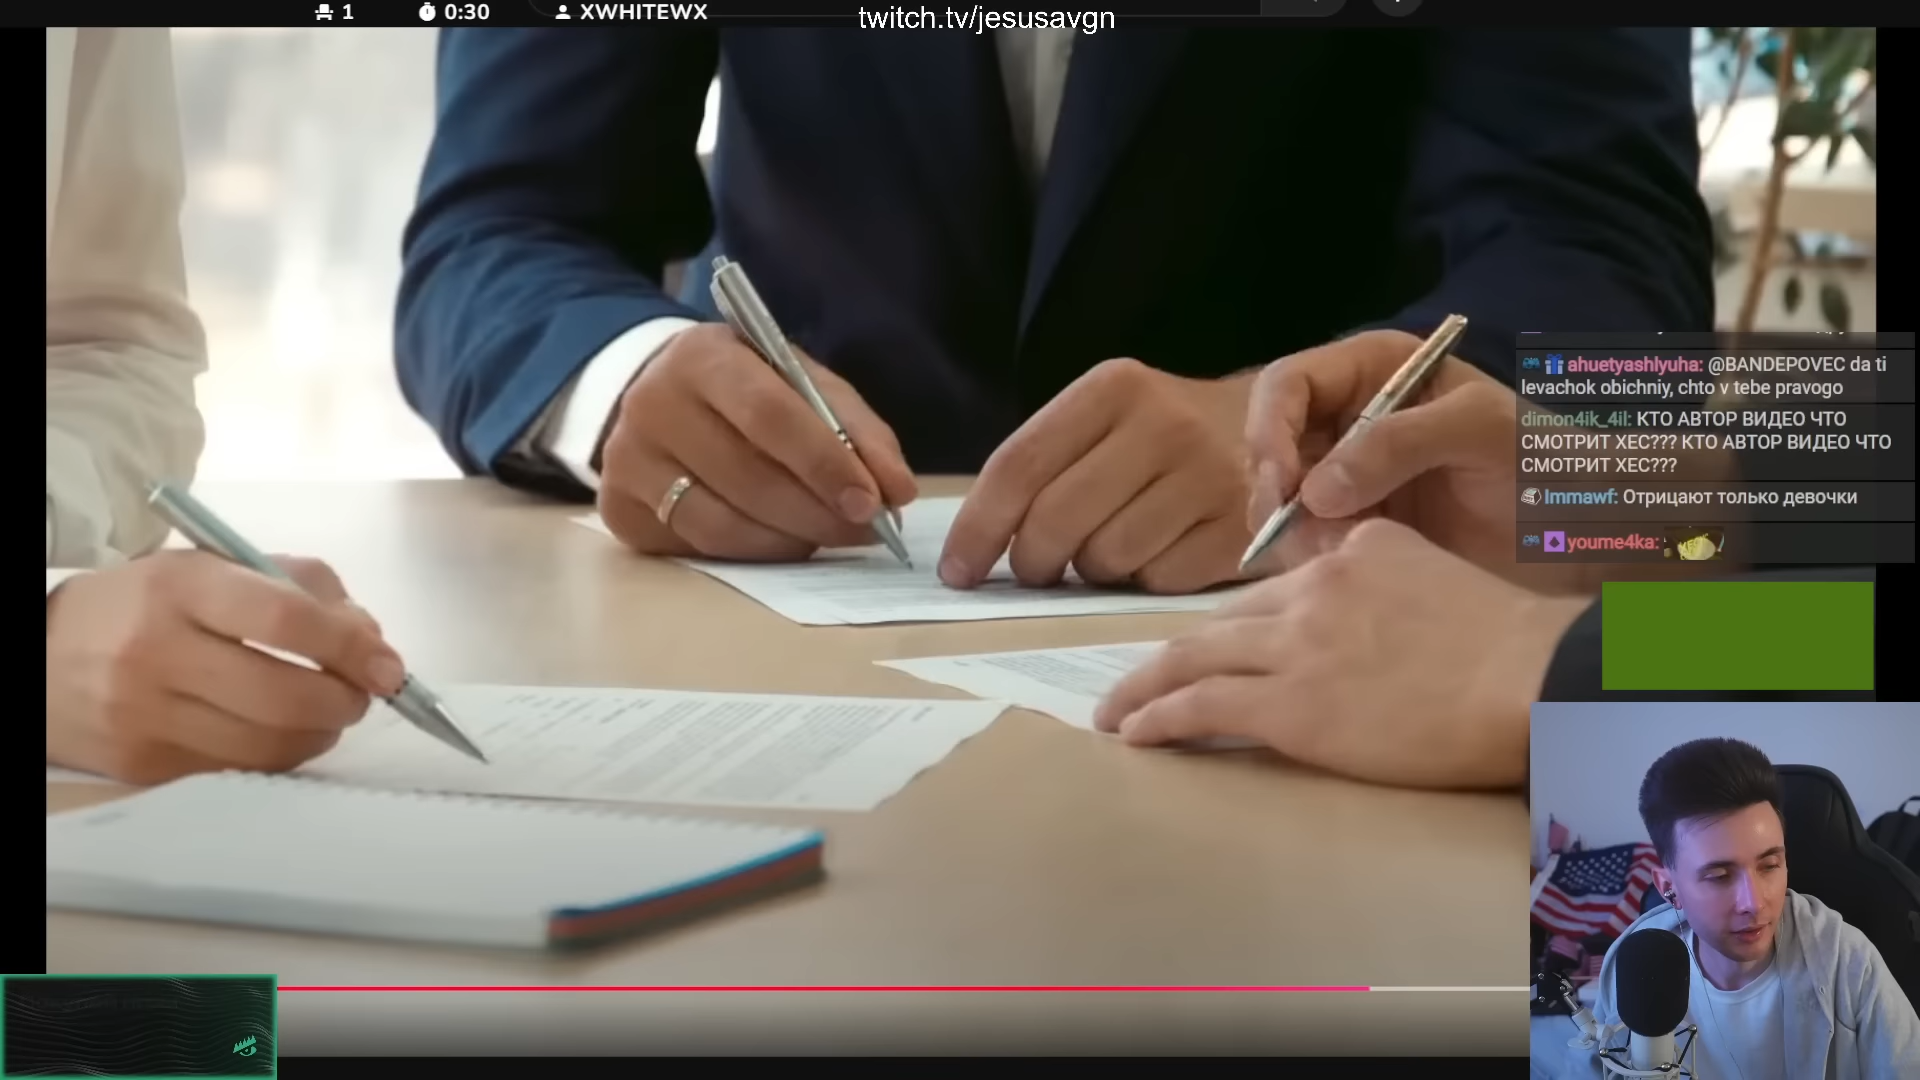 1
0:30
XWHITEWX
twitch.tv/jesusavgn
ahuetyashlyuha: @BANDEPOVEC da ti
levachok obichniy, chto v tebe pravogo
dimon4ik_4il: КТО АВТОР ВИДЕО ЧТО
СМОТРИТ ХЕС??? КТО АВТОР ВИДЕО ЧТО
СМОТРИТ ХЕС???
lmmawf: Отрицают только девочки
youme4ka: